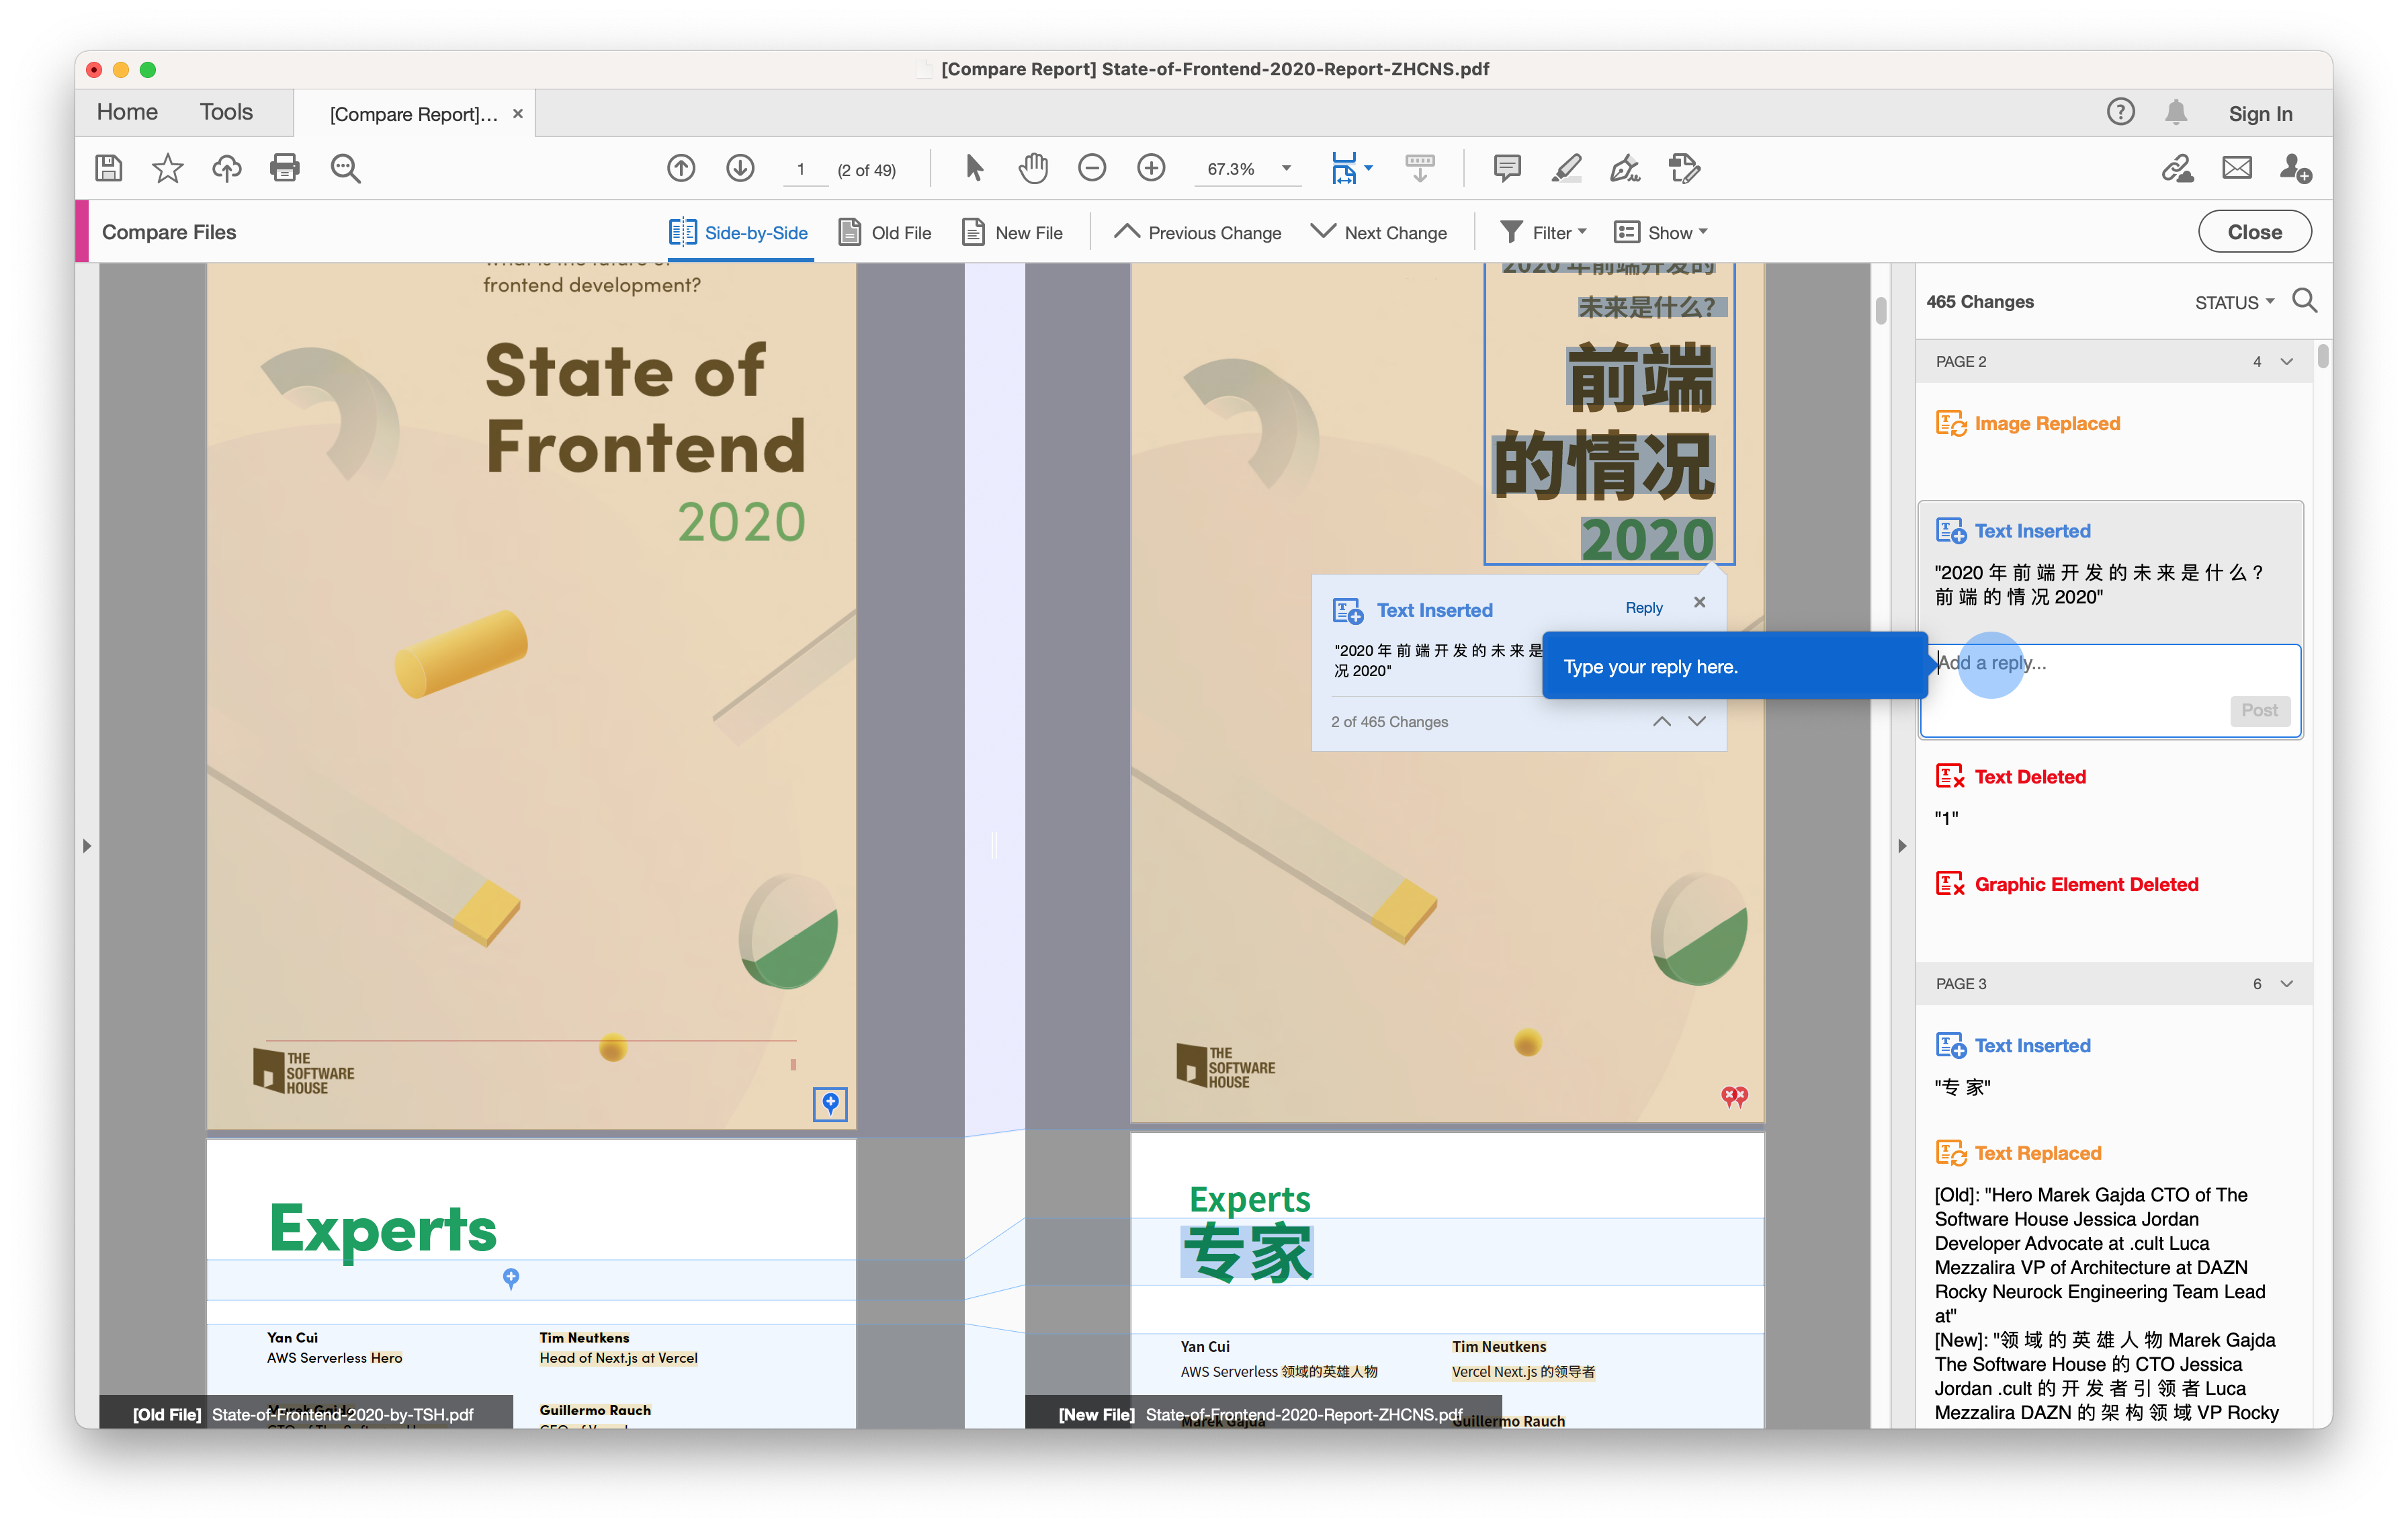 [Compare Report] State-of-Frontend-2020-Report-ZHCNS.pdf
Home
Tools
[Compare Report]...
Sign In
1
(2 of 49)
67.3%
Compare Files
Side-by-Side
Old File
New File
Previous Change
Next Change
Filter
Show
Close
frontend development?
State of
Frontend
2020
THE
SOFTWARE
HOUSE
Experts
Yan Cui
AWS Serverless Hero
Tim Neutkens
Head of Next.js at Vercel
Guillermo Rauch
[Old File] State-of-Frontend-2020-by-TSH.pdf
2020 年前端开发的
未来是什么?
前端
的情况
2020
Text Inserted
Reply
"2020 年 前 端 开 发 的 未 来 是
况 2020"
2 of 465 Changes
Type your reply here.
THE
SOFTWARE
HOUSE
Experts
专家
Yan Cui
AWS Serverless 领域的英雄人物
Tim Neutkens
Vercel Next.js 的领导者
Marek Gajda
Guillermo Rauch
[New File] State-of-Frontend-2020-Report-ZHCNS.pdf
465 Changes
STATUS
PAGE 2
4
Image Replaced
Text Inserted
"2020 年 前 端 开 发 的 未 来 是 什 么 ?
前 端 的 情 况 2020"
Add a reply...
Post
Text Deleted
"1"
Graphic Element Deleted
PAGE 3
6
Text Inserted
"专 家"
Text Replaced
[Old]: "Hero Marek Gajda CTO of The
Software House Jessica Jordan
Developer Advocate at .cult Luca
Mezzalira VP of Architecture at DAZN
Rocky Neurock Engineering Team Lead
at"
[New]: "领 域 的 英 雄 人 物 Marek Gajda
The Software House 的 CTO Jessica
Jordan .cult 的 开 发 者 引 领 者 Luca
Mezzalira DAZN 的 架 构 领 域 VP Rocky